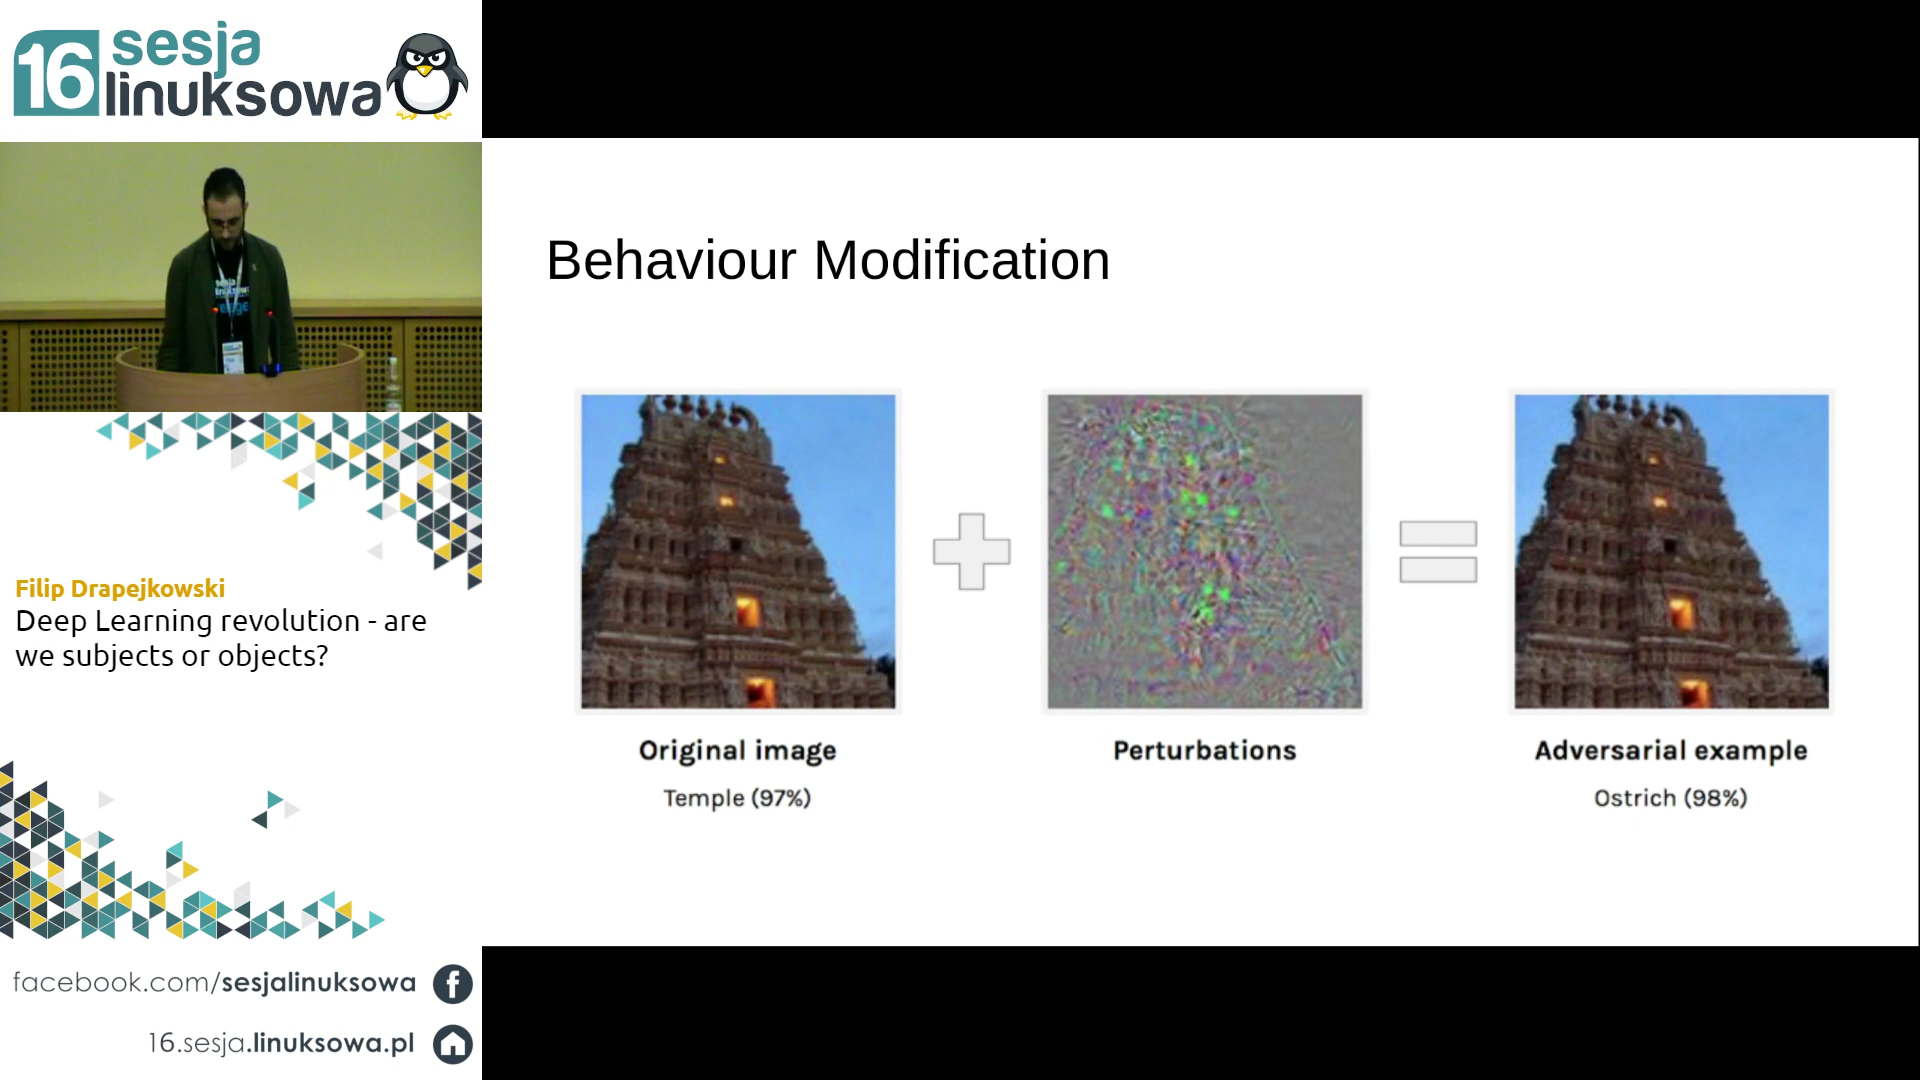 16 sesja
linuksowa
Filip Drapejkowski
Deep Learning revolution - are
we subjects or objects?
facebook.com/sesjalinuksowa
16.sesja.linuksowa.pl
Behaviour Modification
Original image
Temple (97%)
Perturbations
Adversarial example
Ostrich (98%)